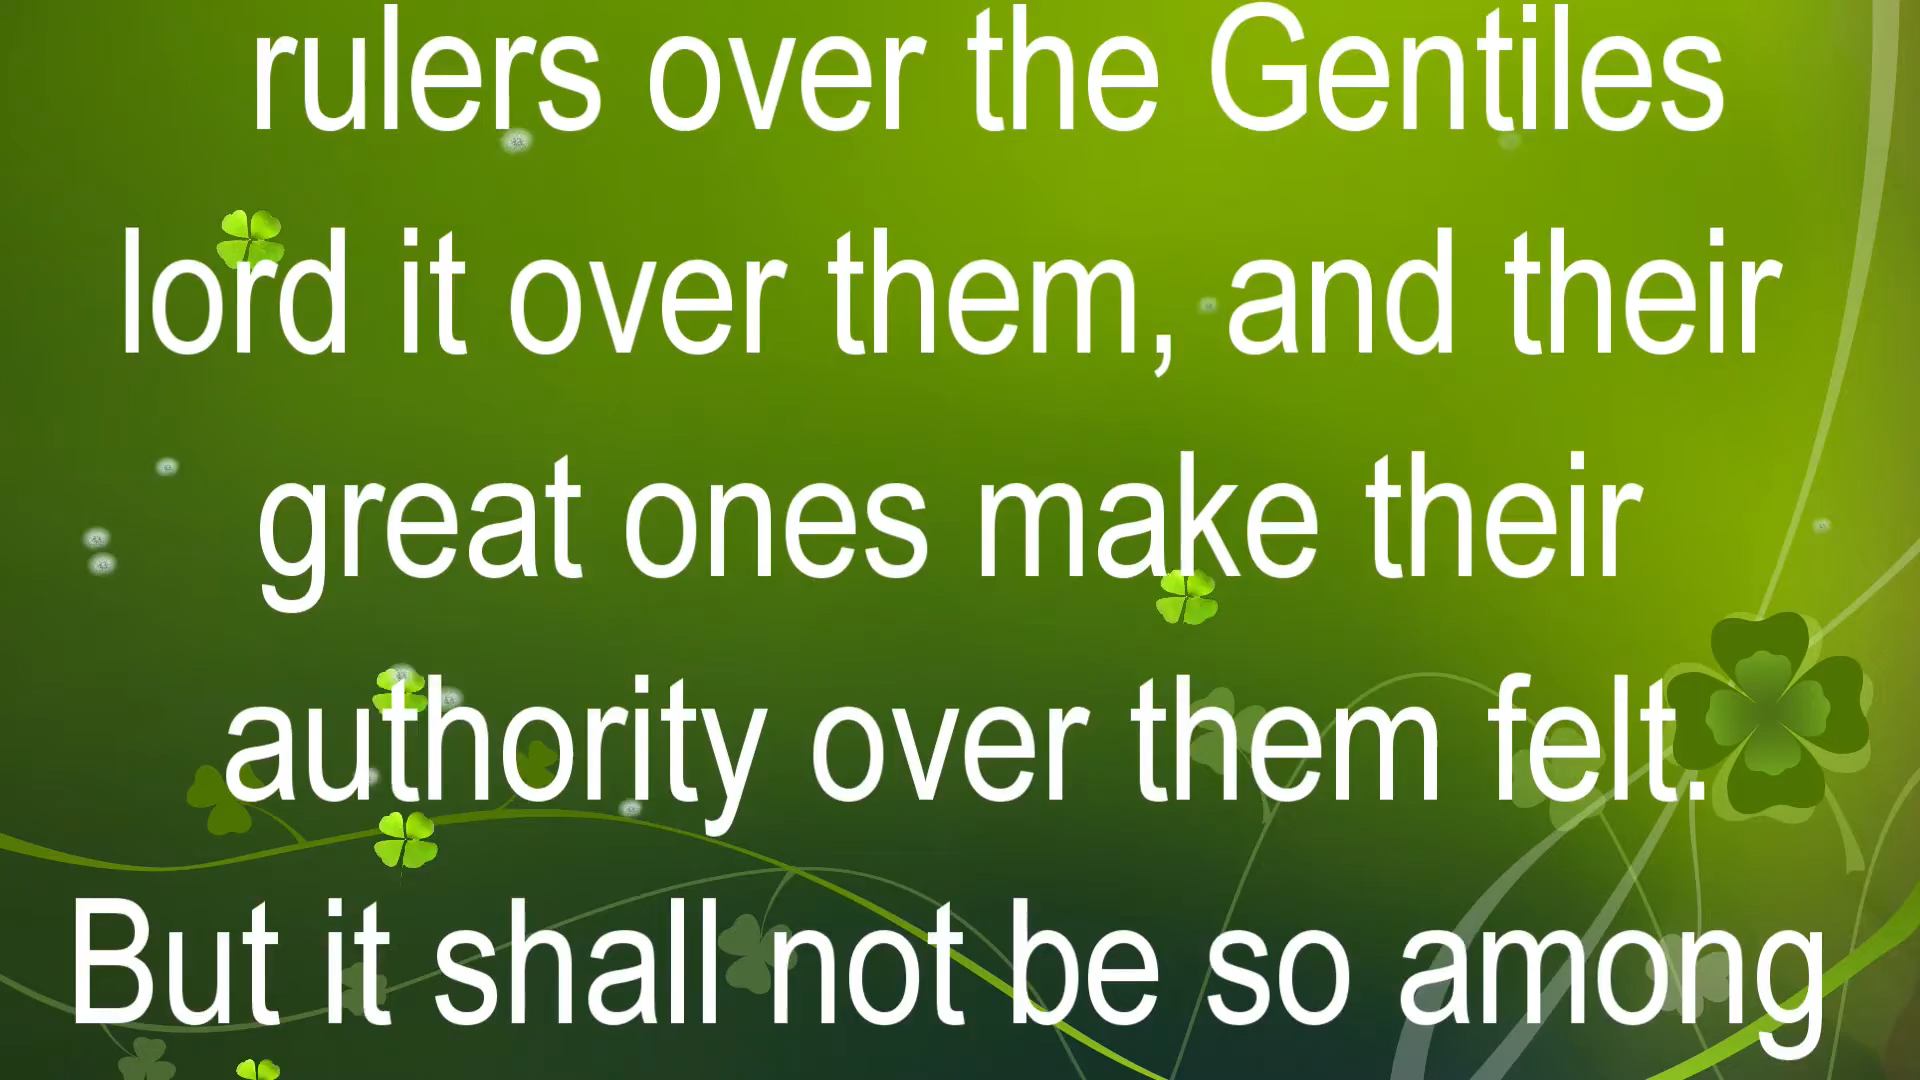 rulers over the Gentiles
lord it over them, and their
great ones make their
authority over them felt.
But it shall not be so among